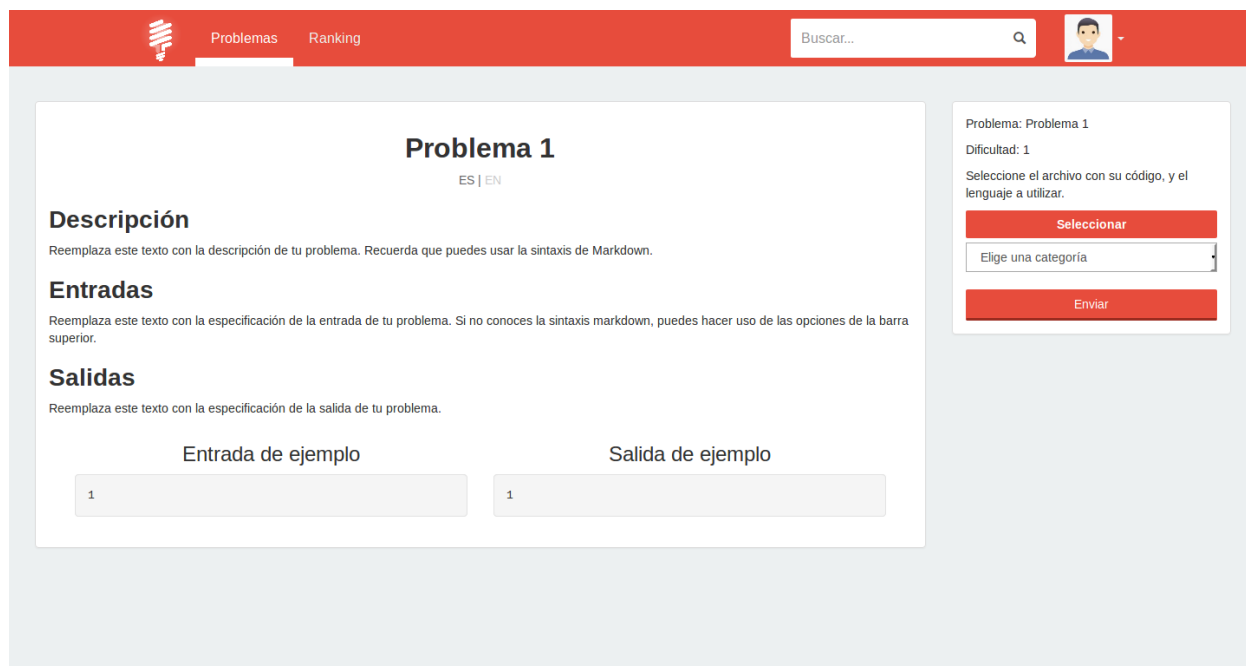 Problemas Ranking Buscar...
Problema 1
ES | EN
Descripción
Reemplaza este texto con la descripción de tu problema. Recuerda que puedes usar la sintaxis de Markdown.
Entradas
Reemplaza este texto con la especificación de la entrada de tu problema. Si no conoces la sintaxis markdown, puedes hacer uso de las opciones de la barra
superior.
Salidas
Reemplaza este texto con la especificación de la salida de tu problema.
Entrada de ejemplo
1
Salida de ejemplo
1
Problema: Problema 1
Dificultad: 1
Seleccione el archivo con su código, y el
lenguaje a utilizar.
Seleccionar
Elige una categoría
Enviar